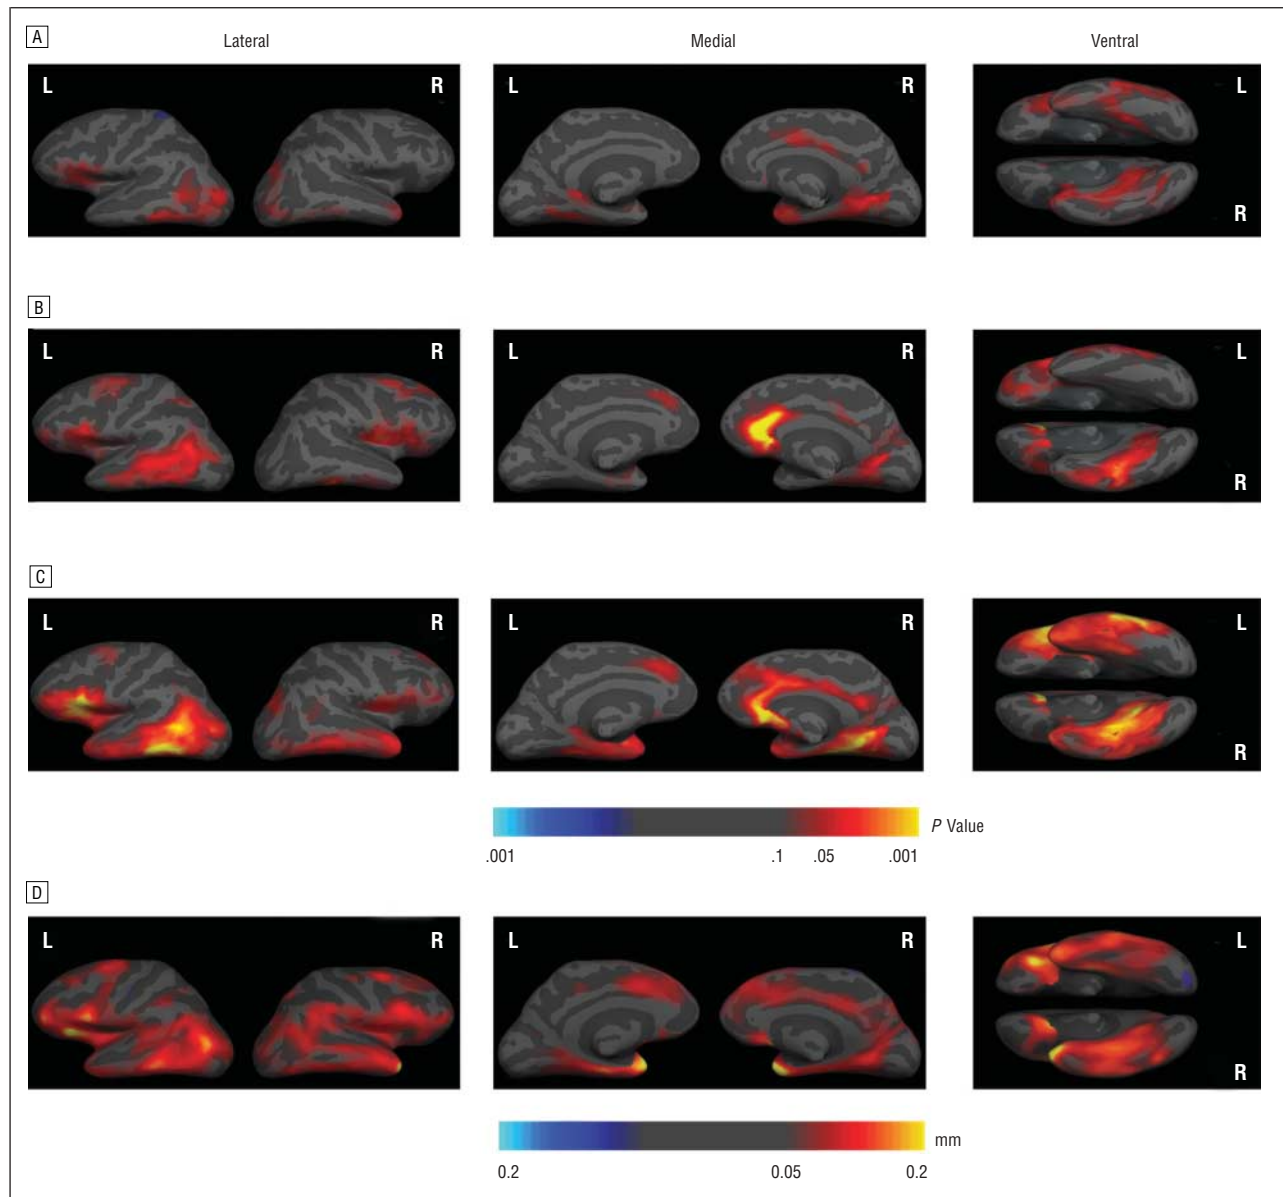 A
Lateral Medial Ventral
L R L R L
R
B
L R L R L
R
C
L R L R L
R
P Value
.001 .1 .05 .001
D
L R L R L
R
mm
0.2 0.05 0.2